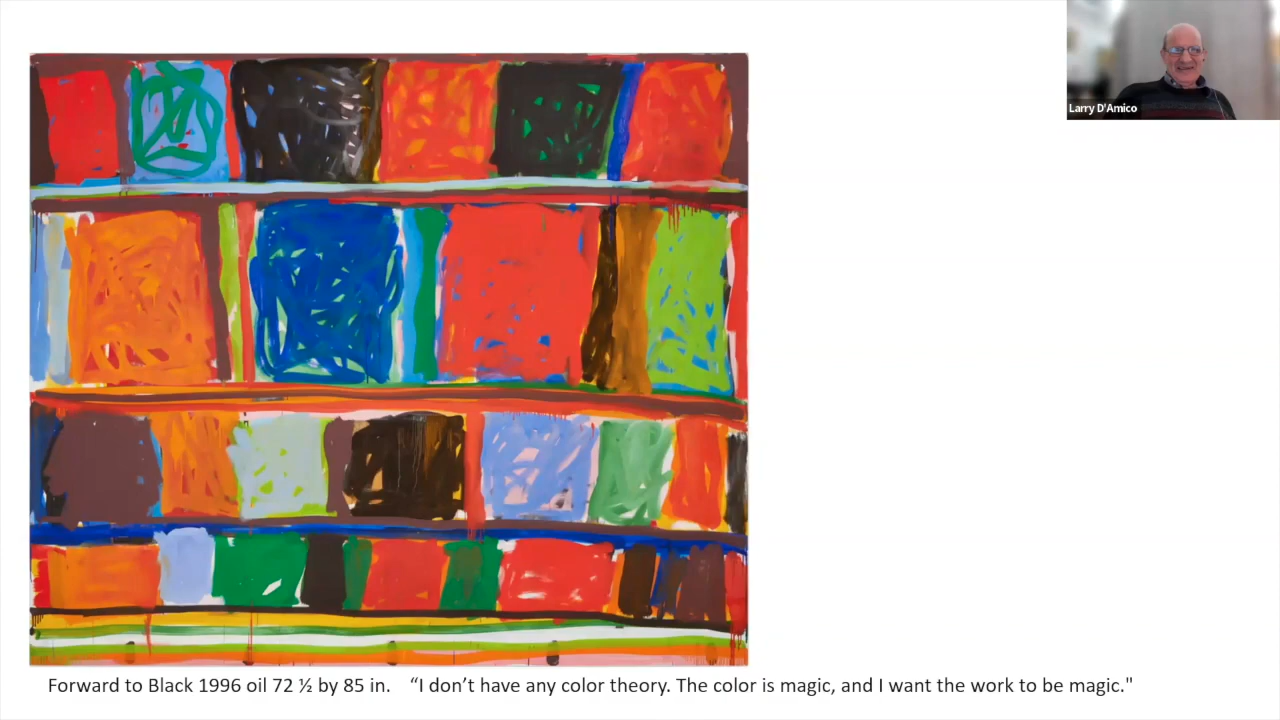 Larry D'Amico
Forward to Black 1996 oil 72 ½ by 85 in.    “I don’t have any color theory. The color is magic, and I want the work to be magic."